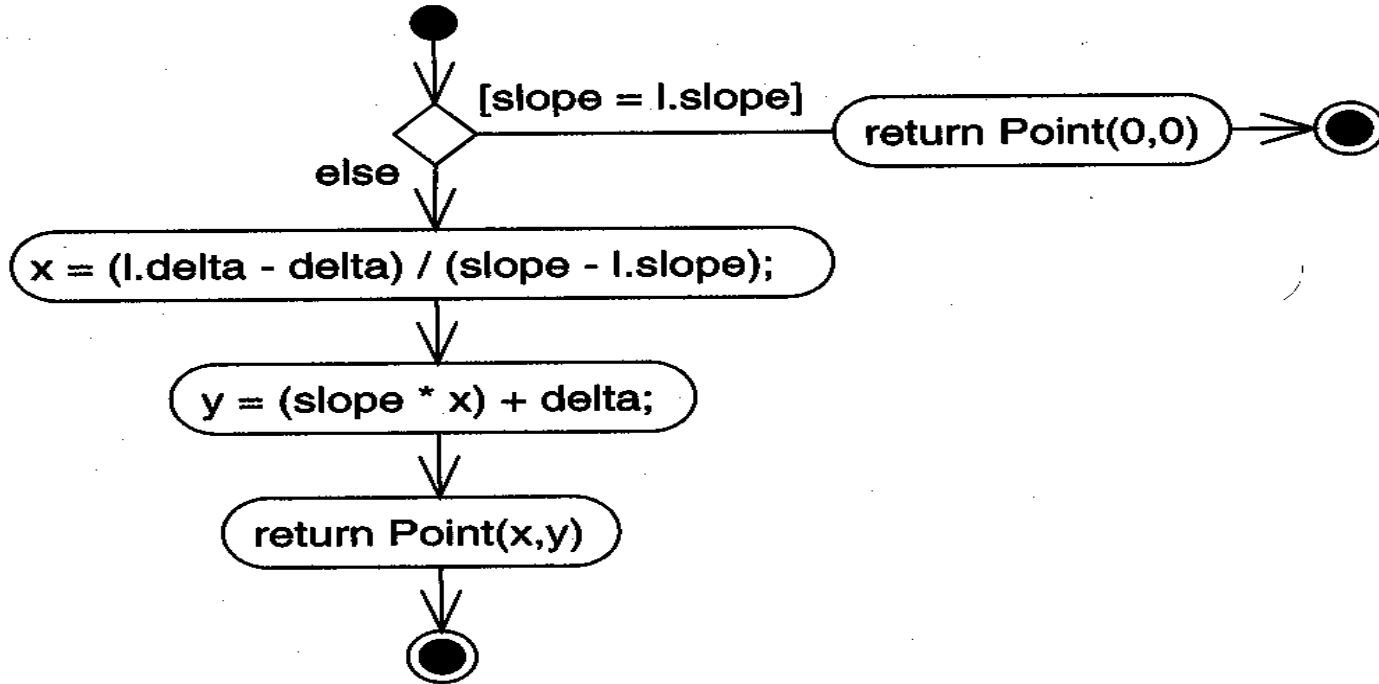 [slope = l.slope]
return Point(0,0)
else
x = (l.delta - delta) / (slope - l.slope);
y = (slope * x) + delta;
return Point(x,y)